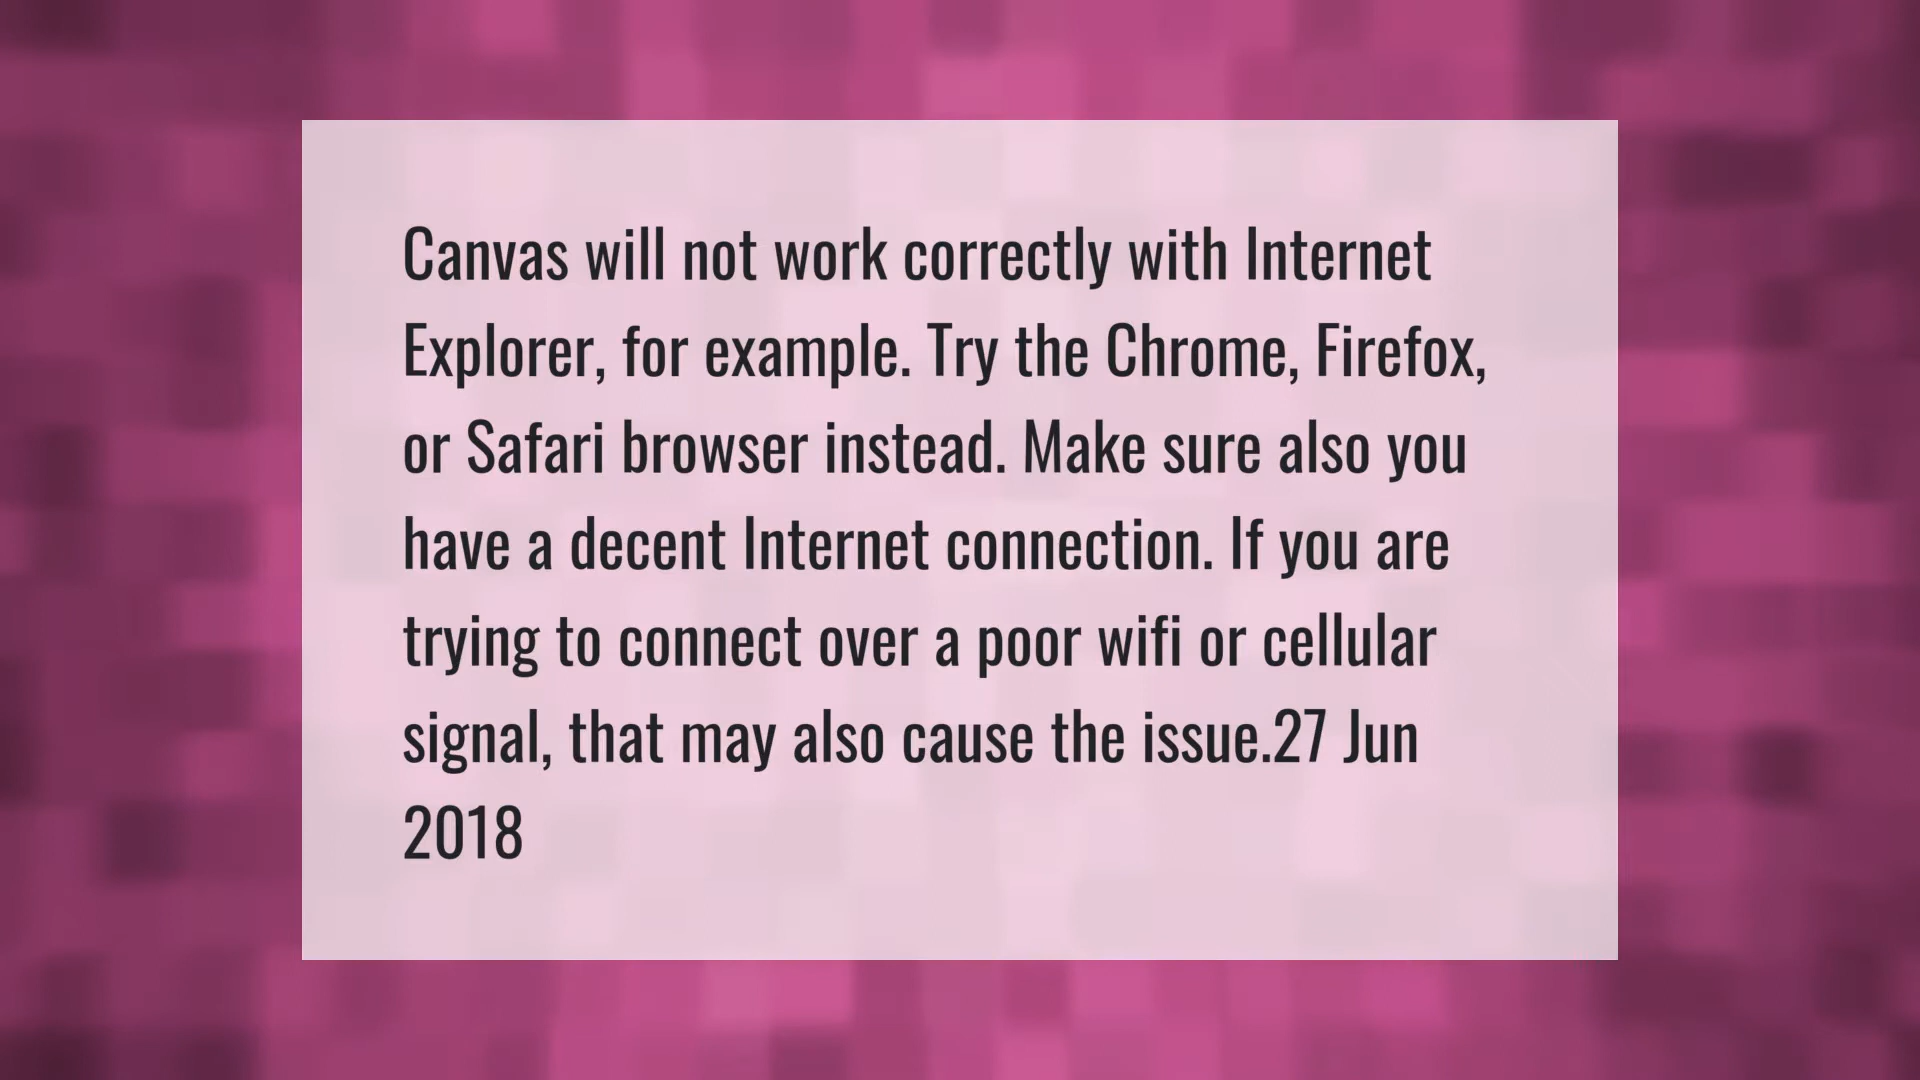 Canvas will not work correctly with Internet
Explorer, for example. Try the Chrome, Firefox,
or Safari browser instead. Make sure also you
have a decent Internet connection. If you are
trying to connect over a poor wifi or cellular
signal, that may also cause the issue.27 Jun
2018